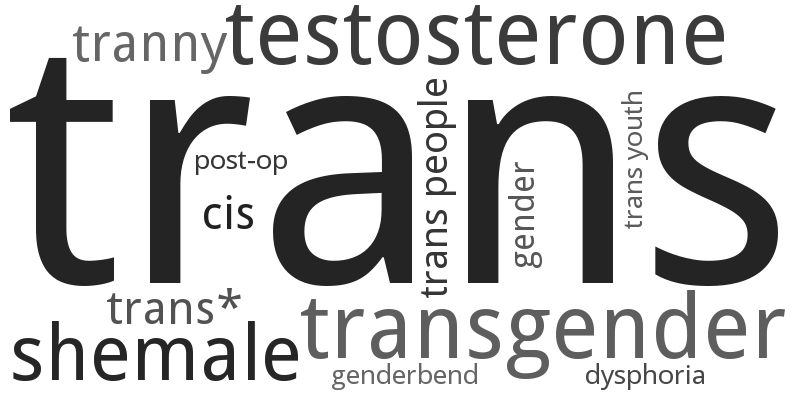 tranny
testosterone
trans
post-op
cis
trans people
gender
trans youth
trans*
transgender
shemale
genderbend
dysphoria